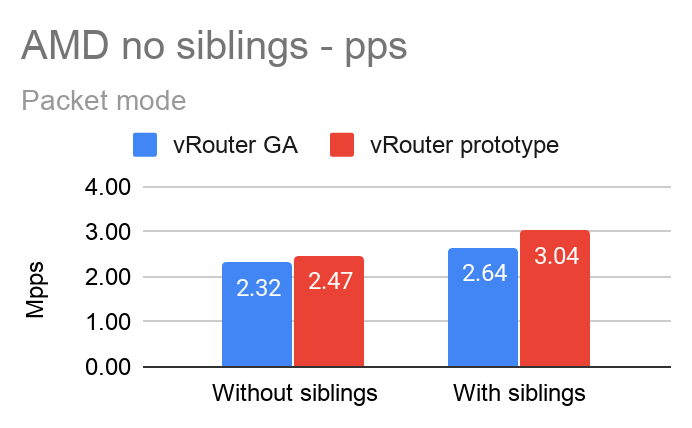 AMD no siblings - pps
Packet mode
vRouter GA vRouter prototype
4.00
3.00
2.00
1.00
0.00
Mpps
2.32 2.47 2.64 3.04
Without siblings With siblings